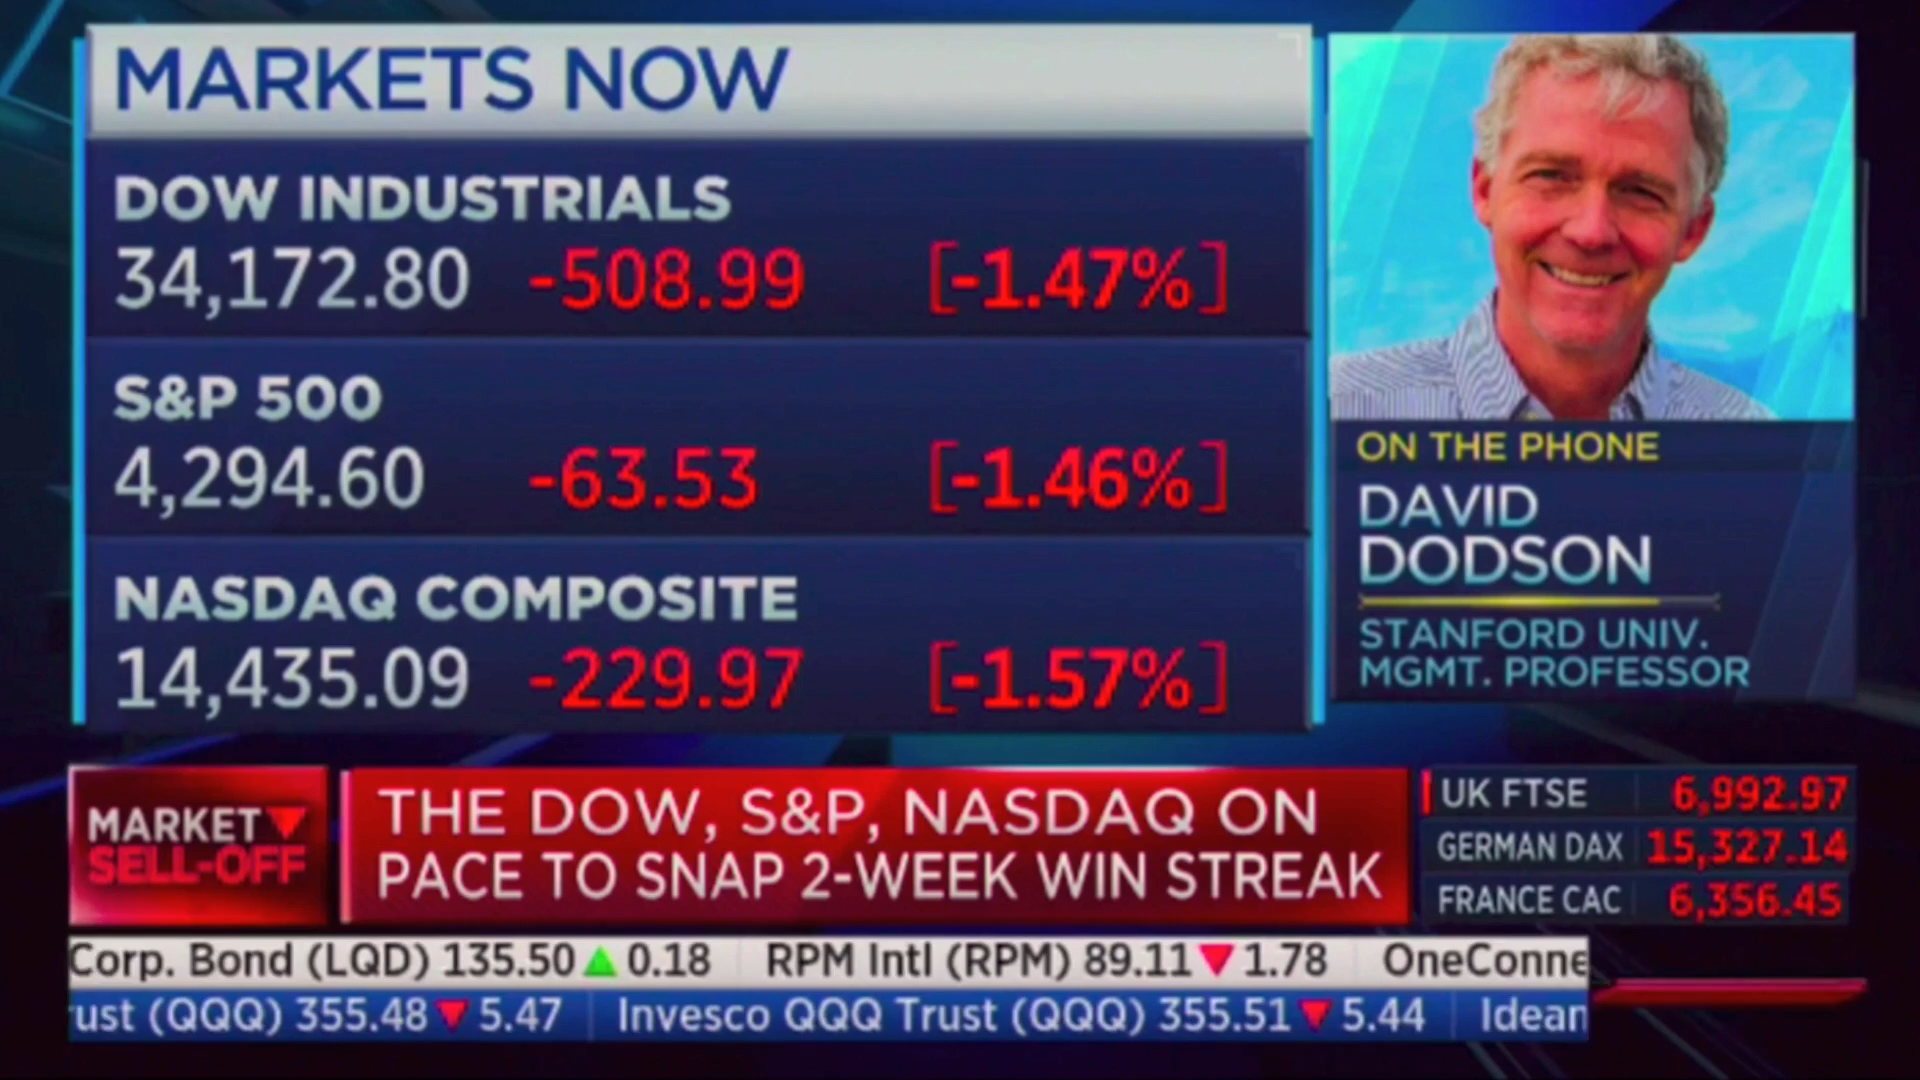 MARKETS NOW
DOW INDUSTRIALS
34,172.80 -508.99 [-1.47%]
S&P 500
4,294.60 -63.53 [-1.46%]
NASDAQ COMPOSITE
14,435.09 -229.97 [-1.57%]
ON THE PHONE
DAVID
DODSON
STANFORD UNIV.
MGMT. PROFESSOR
MARKET▼
SELL-OFF
THE DOW, S&P, NASDAQ ON
PACE TO SNAP 2-WEEK WIN STREAK
UK FTSE 6,992.97
GERMAN DAX 15,327.14
FRANCE CAC 6,356.45
Corp. Bond (LQD) 135.50▲0.18 RPM Intl (RPM) 89.11▼1.78 OneConne
ust (QQQ) 355.48▼5.47 Invesco QQQ Trust (QQQ) 355.51▼5.44 Idean